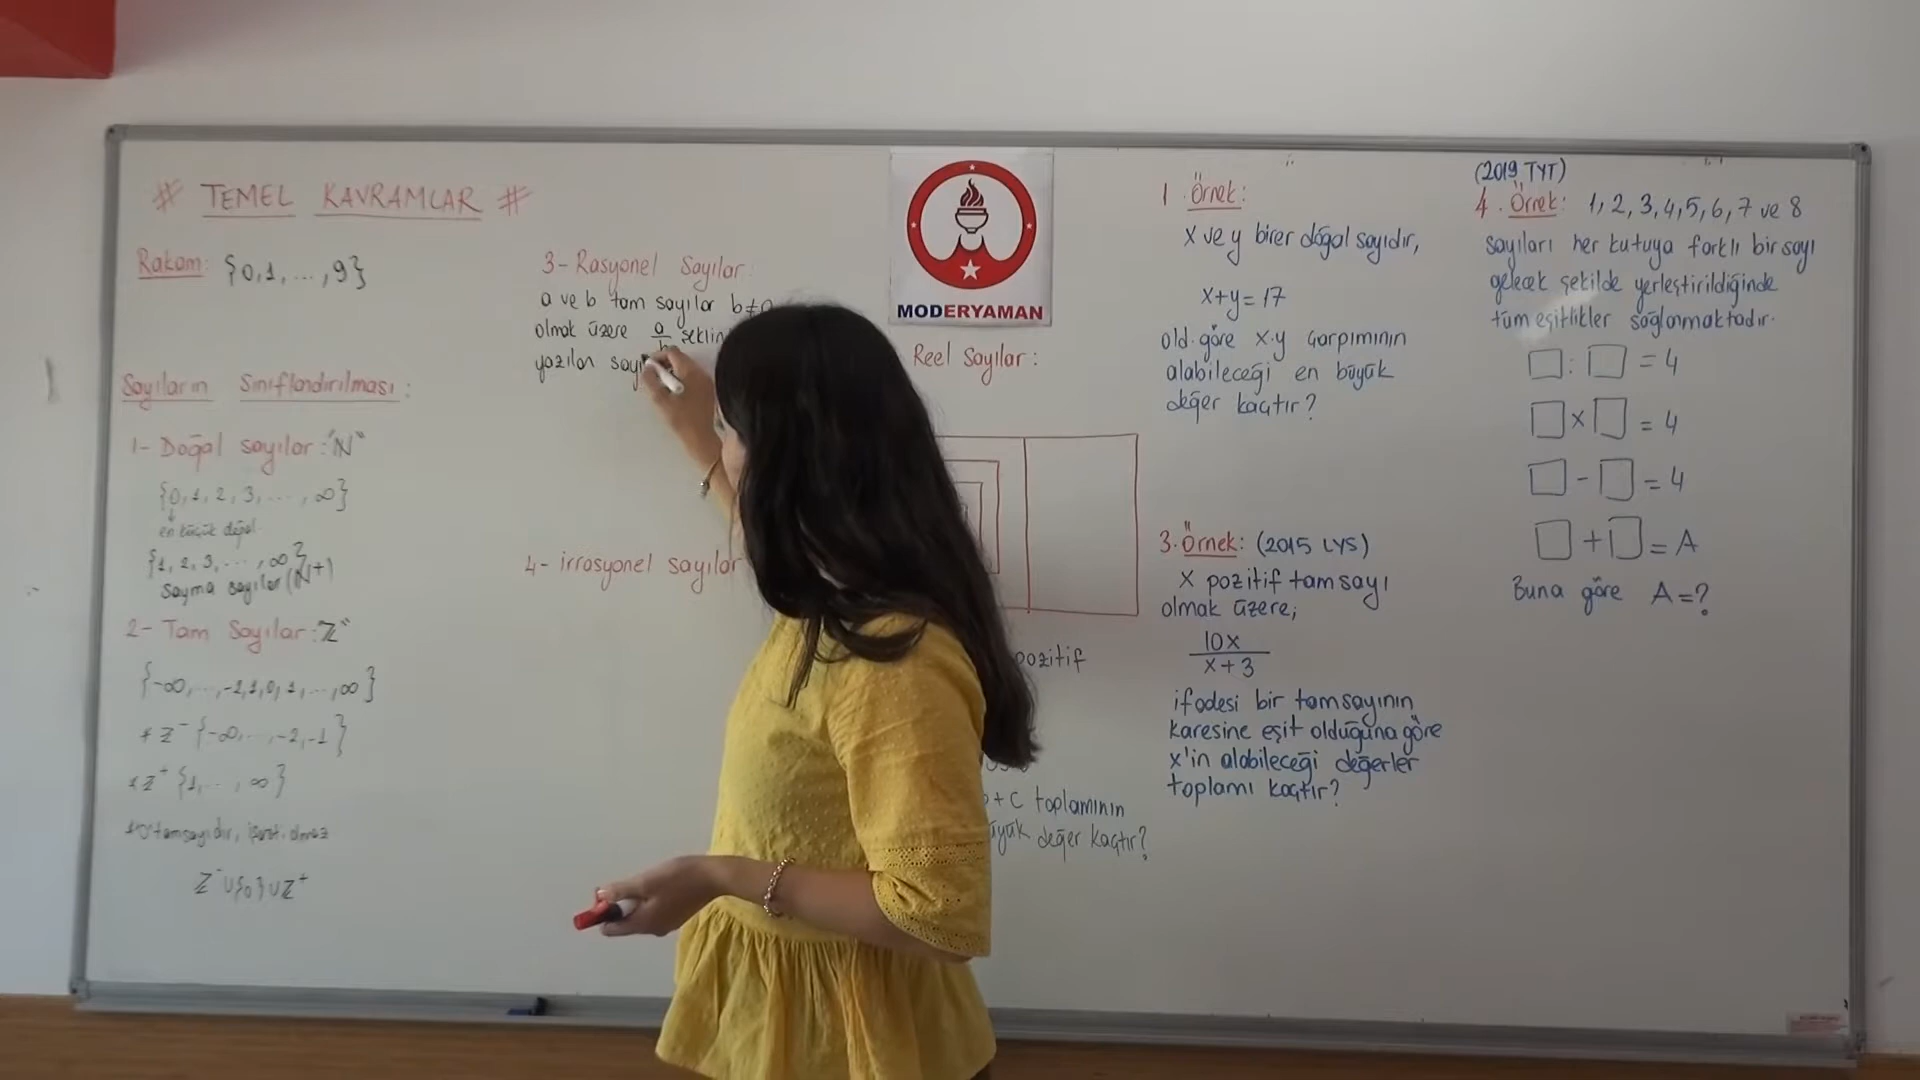 # TEMEL KAVRAMLAR #
Rakam: {0,1,...,9}
Sayıların Sınıflandırılması:
1- Doğal sayılar: "N"
{0,1,2,3,...,∞}
en küçük doğal
{1,2,3,...,∞}
Sayma sayılar (N+)
2- Tam Sayılar: Z"
{-∞,...,-1,0,1,...,∞}
* Z⁻ {-∞,...,-2,-1}
* Z⁺ {1,...,∞}
tamsayıdır, işareti olmaz
Z⁻ ∪{0}∪Z⁺
3- Rasyonel Sayılar:
a ve b tam sayılar b≠
olmak üzere a/b
yazılan
4- irrasyonel sayılar
MODERYAMAN
Reel Sayılar:
pozitif
+ C toplamının
değer kaçtır?
1. Örnek:
x ve y birer doğal sayıdır,
x+y=17
old. göre x.y çarpımının
alabileceği en büyük
değer kaçtır?
3. Örnek: (2015 LYS)
x pozitif tam sayı
olmak üzere;
10x
x+3
ifadesi bir tamsayının
karesine eşit olduğuna göre
x'in alabileceği değerler
toplamı kaçtır?
(2019 TYT)
4. Örnek: 1, 2, 3, 4, 5, 6, 7 ve 8
sayıları her kutuya farklı bir sayı
gelecek şekilde yerleştirildiğinde
tüm eşitlikler sağlanmaktadır.
□ : □ = 4
□ × □ = 4
□ - □ = 4
□ + □ = A
Buna göre A=?